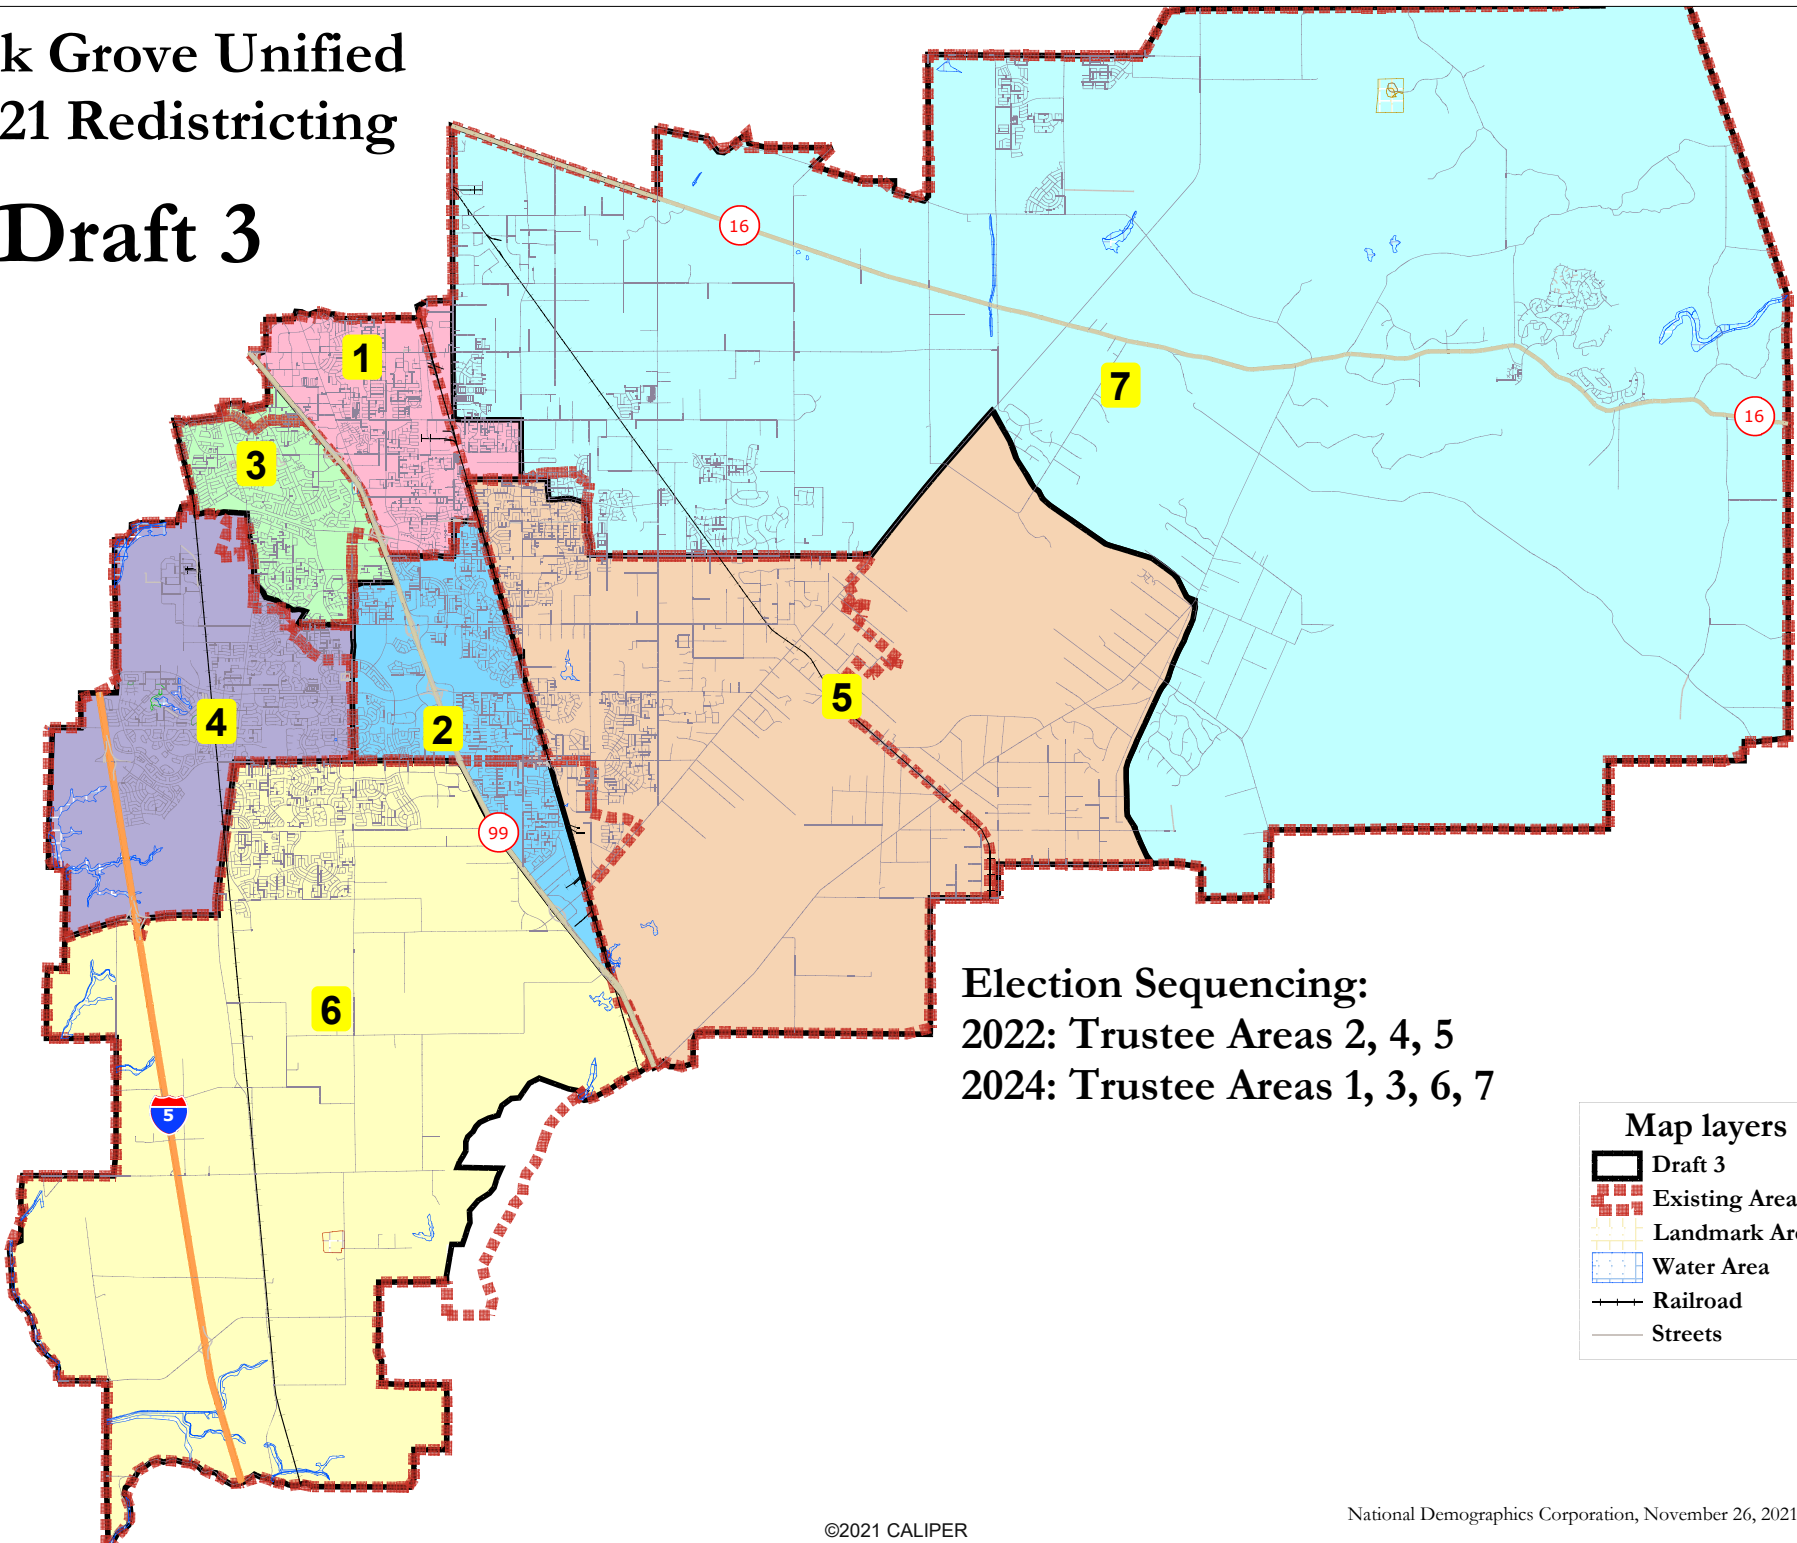 k Grove Unified
21 Redistricting
Draft 3
16
1
7
16
3
5
4
2
99
6
5
Election Sequencing:
2022: Trustee Areas 2, 4, 5
2024: Trustee Areas 1, 3, 6, 7
Map layers
Draft 3
Existing Area
Landmark Are
Water Area
Railroad
Streets
National Demographics Corporation, November 26, 2021
©2021 CALIPER